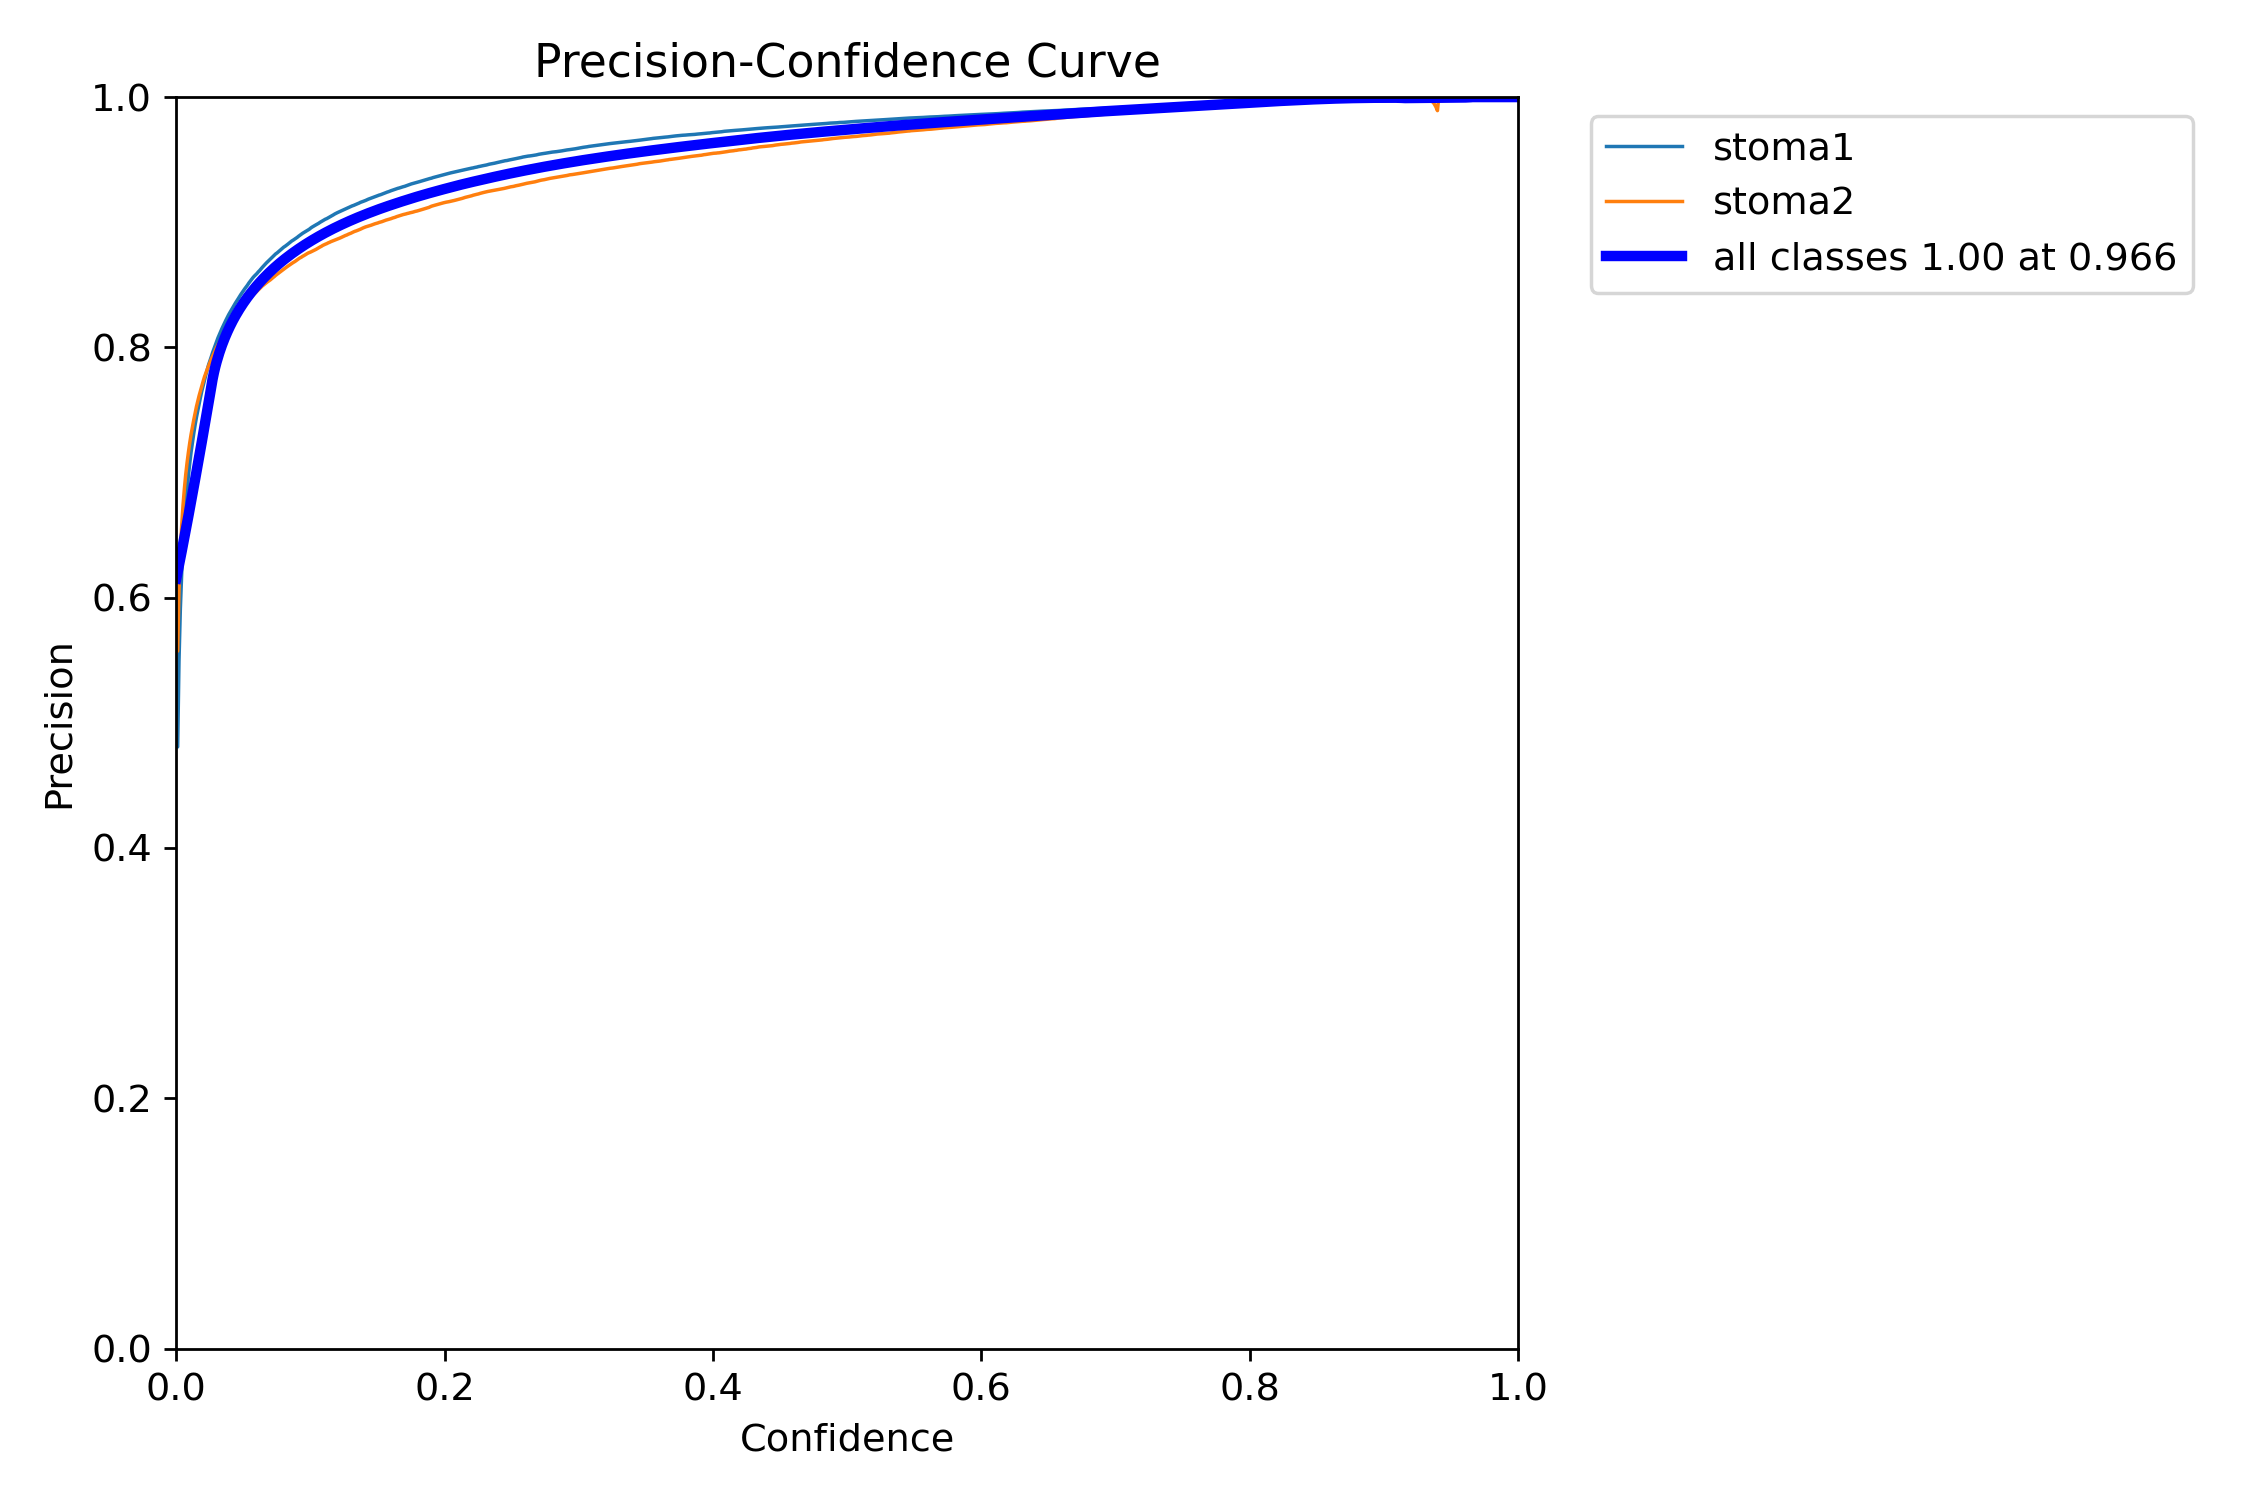 Precision-Confidence Curve
1.0
0.8
0.6
0.4
0.2
0.0
Precision
0.0 0.2 0.4 0.6 0.8 1.0
Confidence
stoma1
stoma2
all classes 1.00 at 0.966